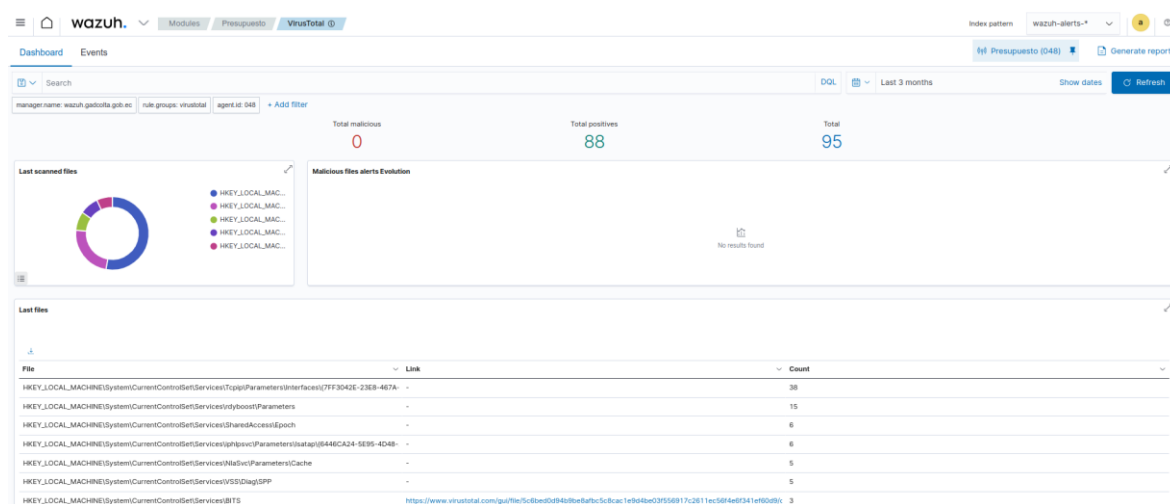 wazuh. Modules Presupuesto VirusTotal Index pattern wazuh-alerts-* a
Dashboard Events Presupuesto (048) Generate report
Search DQL Last 3 months Show dates Refresh
manager.name: wazuh.gadcolta.gob.ec rule.groups: virustotal agent.id: 048 + Add filter
Total malicious Total positives Total
0 88 95
Last scanned files Malicious files alerts Evolution
HKEY_LOCAL_MAC...
HKEY_LOCAL_MAC...
HKEY_LOCAL_MAC...
HKEY_LOCAL_MAC...
HKEY_LOCAL_MAC...
No results found
Last files
File Link Count
HKEY_LOCAL_MACHINE\System\CurrentControlSet\Services\Tcpip\Parameters\Interfaces\{7FF3042E-23E8-467A- - 38
HKEY_LOCAL_MACHINE\System\CurrentControlSet\Services\rdyboost\Parameters - 15
HKEY_LOCAL_MACHINE\System\CurrentControlSet\Services\SharedAccess\Epoch - 6
HKEY_LOCAL_MACHINE\System\CurrentControlSet\Services\iphlpsvc\Parameters\Isatap\{6446CA24-5E95-4D48- - 6
HKEY_LOCAL_MACHINE\System\CurrentControlSet\Services\NlaSvc\Parameters\Cache - 5
HKEY_LOCAL_MACHINE\System\CurrentControlSet\Services\VSS\Diag\SPP - 5
HKEY_LOCAL_MACHINE\System\CurrentControlSet\Services\BITS 3